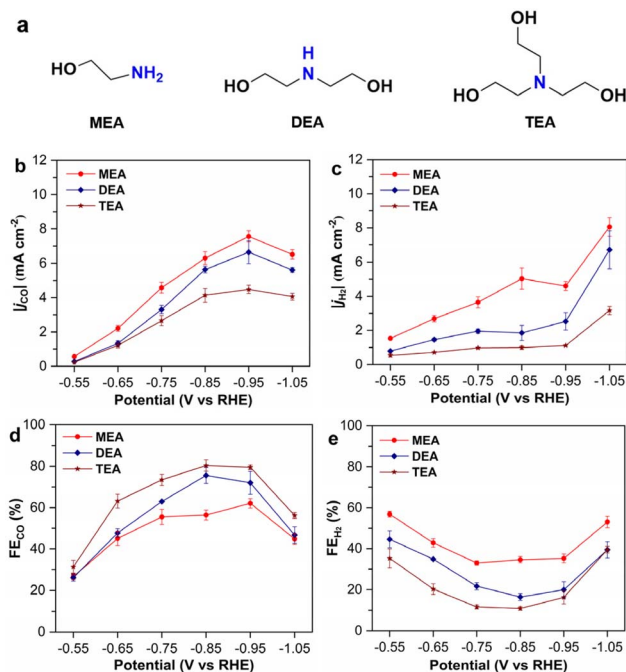 a
OH
HO NH₂
H
HO N OH
HO N OH
MEA DEA TEA
b
|jCO| (mA cm⁻²)
12
10
8
6
4
2
0
MEA
DEA
TEA
-0.55 -0.65 -0.75 -0.85 -0.95 -1.05
Potential (V vs RHE)
c
|jH₂| (mA cm⁻²)
12
10
8
6
4
2
0
MEA
DEA
TEA
-0.55 -0.65 -0.75 -0.85 -0.95 -1.05
Potential (V vs RHE)
d
FECO (%)
100
80
60
40
20
0
MEA
DEA
TEA
-0.55 -0.65 -0.75 -0.85 -0.95 -1.05
Potential (V vs RHE)
e
FEH₂ (%)
100
80
60
40
20
0
MEA
DEA
TEA
-0.55 -0.65 -0.75 -0.85 -0.95 -1.05
Potential (V vs RHE)